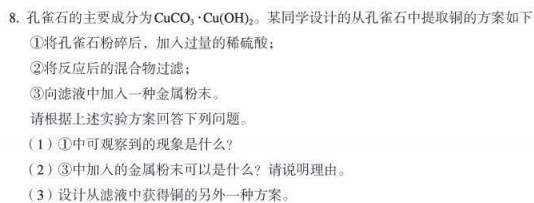 8. 孔雀石的主要成分为CuCO₃·Cu(OH)₂。某同学设计的从孔雀石中提取铜的方案如下
①将孔雀石粉碎后，加入过量的稀硫酸；
②将反应后的混合物过滤；
③向滤液中加入一种金属粉末。
请根据上述实验方案回答下列问题。
（1）①中可观察到的现象是什么？
（2）③中加入的金属粉末可以是什么？请说明理由。
（3）设计从滤液中获得铜的另外一种方案。